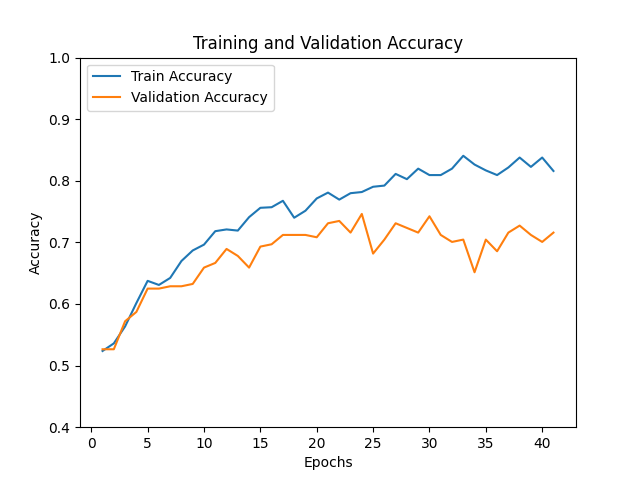 Training and Validation Accuracy
Train Accuracy
Validation Accuracy
1.0
0.9
0.8
0.7
0.6
0.5
0.4
Accuracy
0 5 10 15 20 25 30 35 40
Epochs